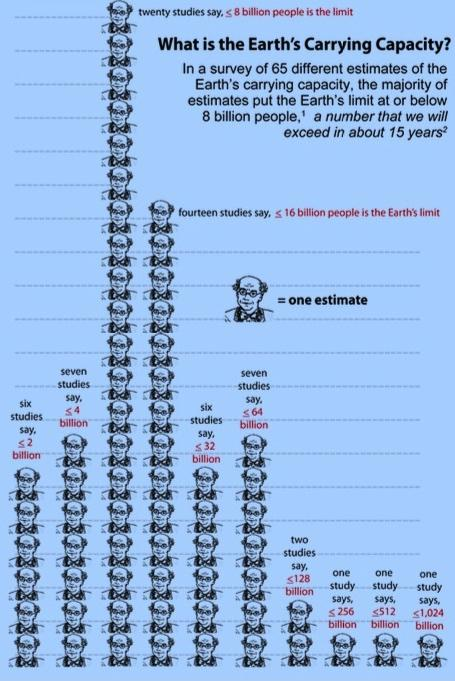 twenty studies say, ≤ 8 billion people is the limit
What is the Earth's Carrying Capacity?
In a survey of 65 different estimates of the
Earth's carrying capacity, the majority of
estimates put the Earth's limit at or below
8 billion people,¹ a number that we will
exceed in about 15 years²
fourteen studies say, ≤ 16 billion people is the Earth's limit
= one estimate
six
studies
say,
≤ 2
billion
seven
studies
say,
≤ 4
billion
six
studies
say,
≤ 32
billion
seven
studies
say,
≤ 64
billion
two
studies
say,
≤128
billion
one
study
says,
≤ 256
billion
one
study
says,
≤512
billion
one
study
says,
≤1,024
billion